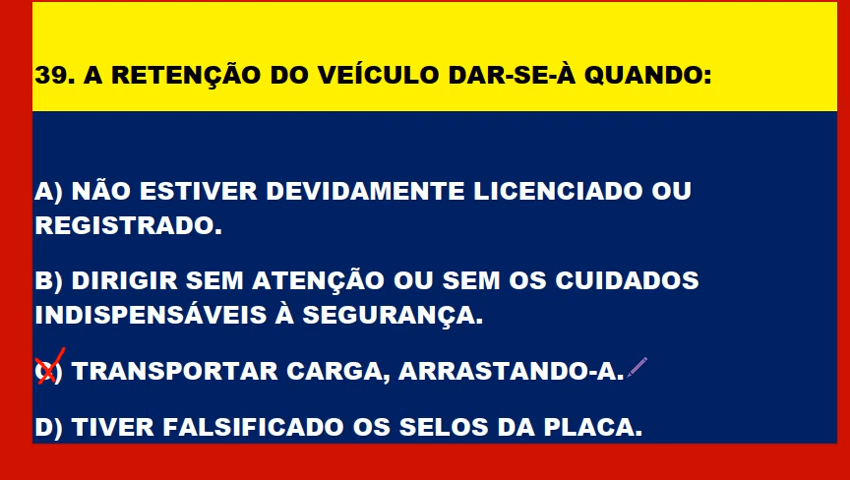 39. A RETENÇÃO DO VEÍCULO DAR-SE-À QUANDO:
A) NÃO ESTIVER DEVIDAMENTE LICENCIADO OU
REGISTRADO.
B) DIRIGIR SEM ATENÇÃO OU SEM OS CUIDADOS
INDISPENSÁVEIS À SEGURANÇA.
C) TRANSPORTAR CARGA, ARRASTANDO-A.
D) TIVER FALSIFICADO OS SELOS DA PLACA.